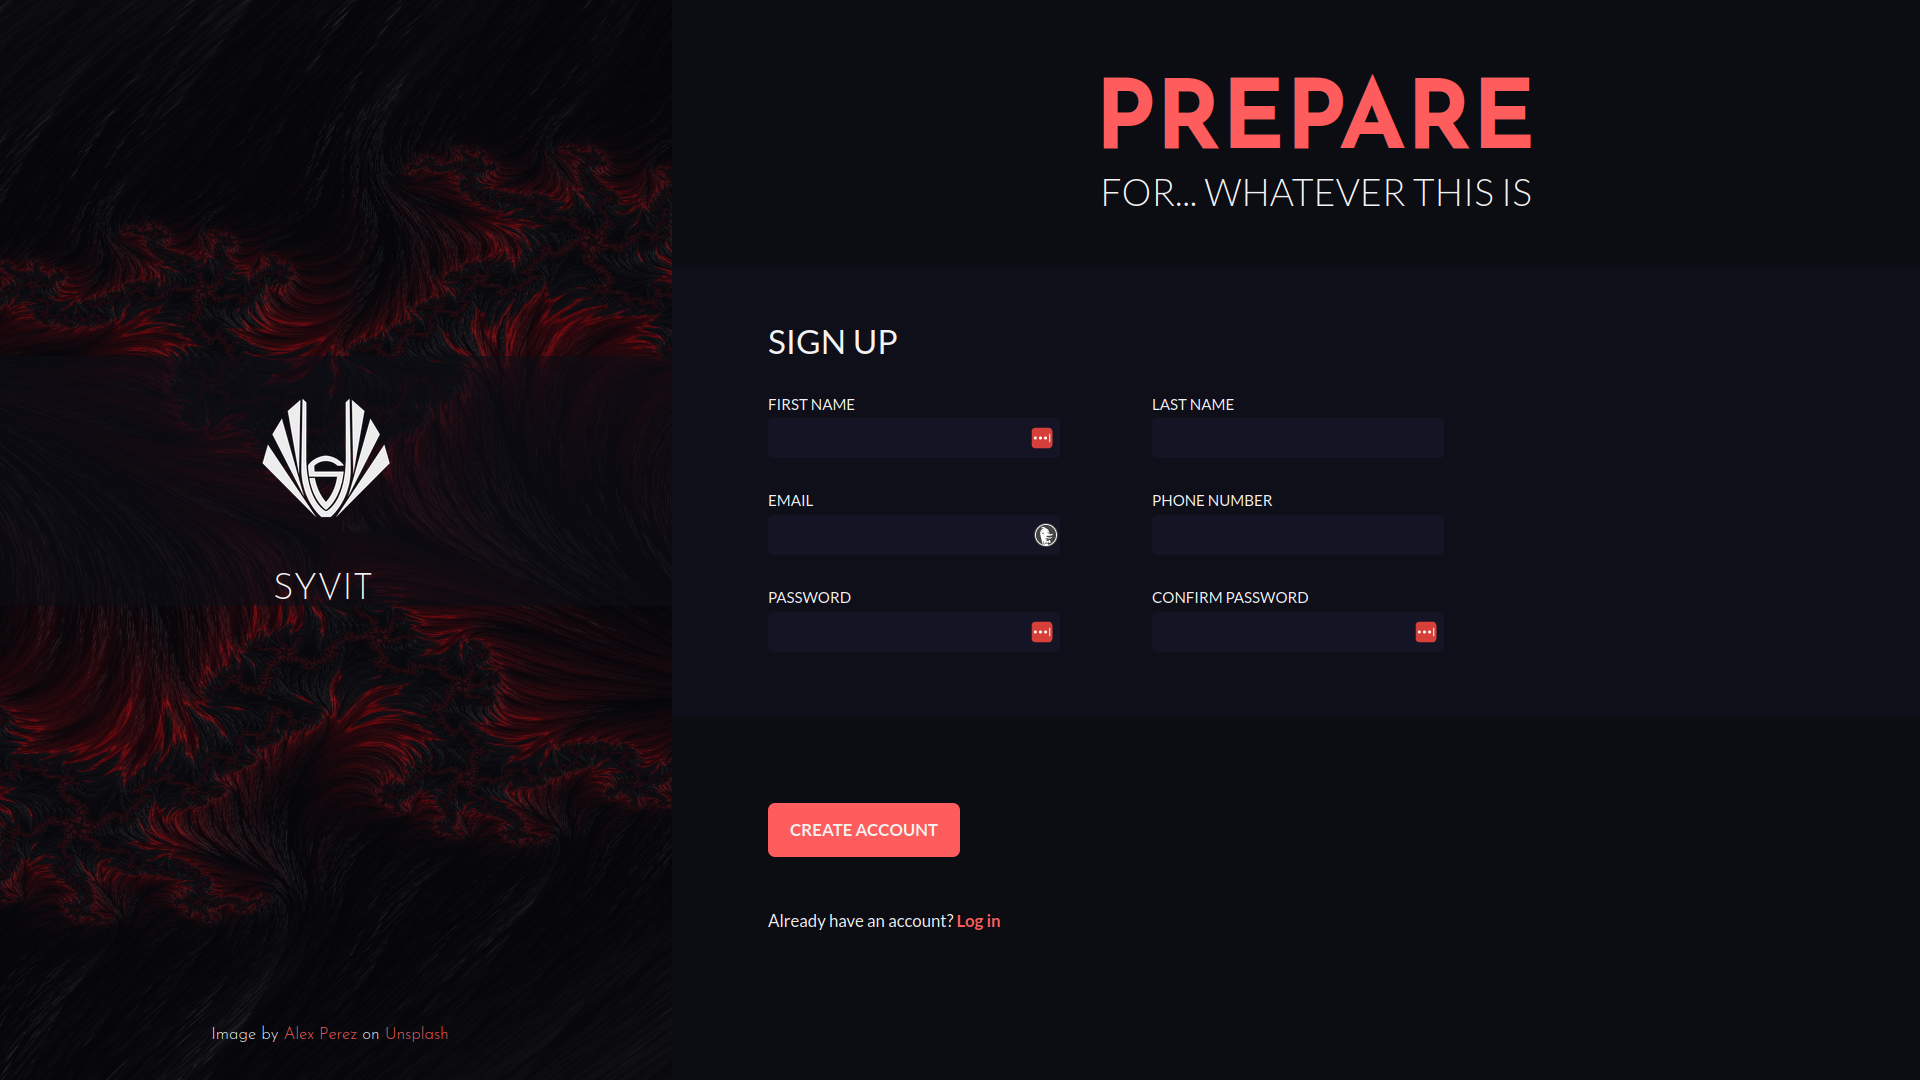 SYVIT
Image by Alex Perez on Unsplash
PREPARE
FOR... WHATEVER THIS IS
SIGN UP
FIRST NAME
LAST NAME
EMAIL
PHONE NUMBER
PASSWORD
CONFIRM PASSWORD
CREATE ACCOUNT
Already have an account? Log in